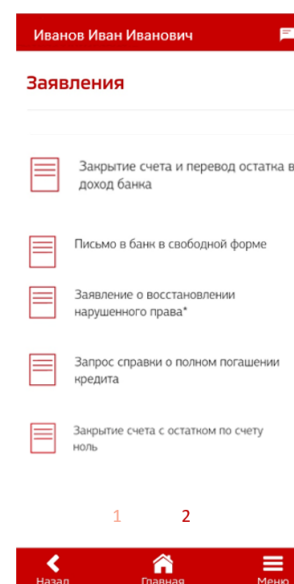 Иванов Иван Иванович
Заявления
Закрытие счета и перевод остатка в
доход банка
Письмо в банк в свободной форме
Заявление о восстановлении
нарушенного права*
Запрос справки о полном погашении
кредита
Закрытие счета с остатком по счету
ноль
1 2
Назад Главная Меню